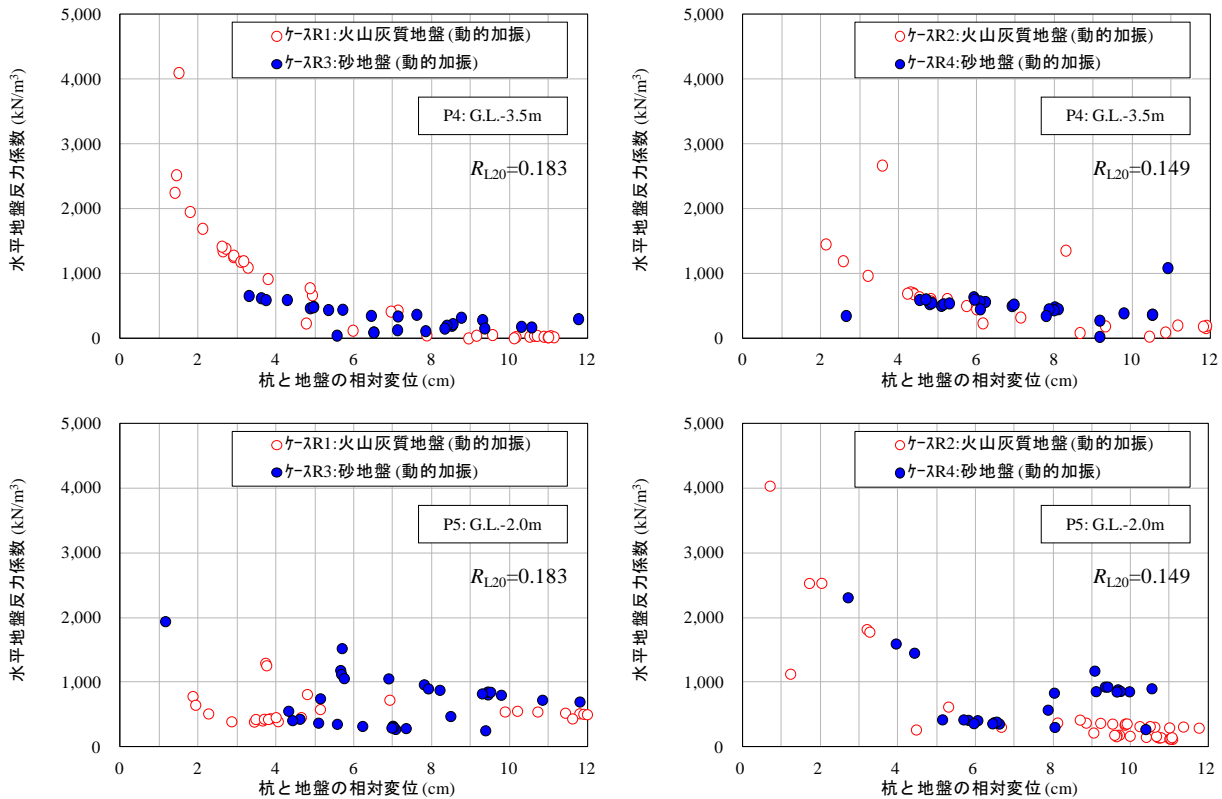 水平地盤反力係数 (kN/m³)
5,000
4,000
3,000
2,000
1,000
0
ｹｰｽR1:火山灰質地盤 (動的加振)
ｹｰｽR3:砂地盤 (動的加振)
P4: G.L.-3.5m
R_L20=0.183
0 2 4 6 8 10 12
杭と地盤の相対変位 (cm)
水平地盤反力係数 (kN/m³)
5,000
4,000
3,000
2,000
1,000
0
ｹｰｽR2:火山灰質地盤 (動的加振)
ｹｰｽR4:砂地盤 (動的加振)
P4: G.L.-3.5m
R_L20=0.149
0 2 4 6 8 10 12
杭と地盤の相対変位 (cm)
水平地盤反力係数 (kN/m³)
5,000
4,000
3,000
2,000
1,000
0
ｹｰｽR1:火山灰質地盤 (動的加振)
ｹｰｽR3:砂地盤 (動的加振)
P5: G.L.-2.0m
R_L20=0.183
0 2 4 6 8 10 12
杭と地盤の相対変位 (cm)
水平地盤反力係数 (kN/m³)
5,000
4,000
3,000
2,000
1,000
0
ｹｰｽR2:火山灰質地盤 (動的加振)
ｹｰｽR4:砂地盤 (動的加振)
P5: G.L.-2.0m
R_L20=0.149
0 2 4 6 8 10 12
杭と地盤の相対変位 (cm)